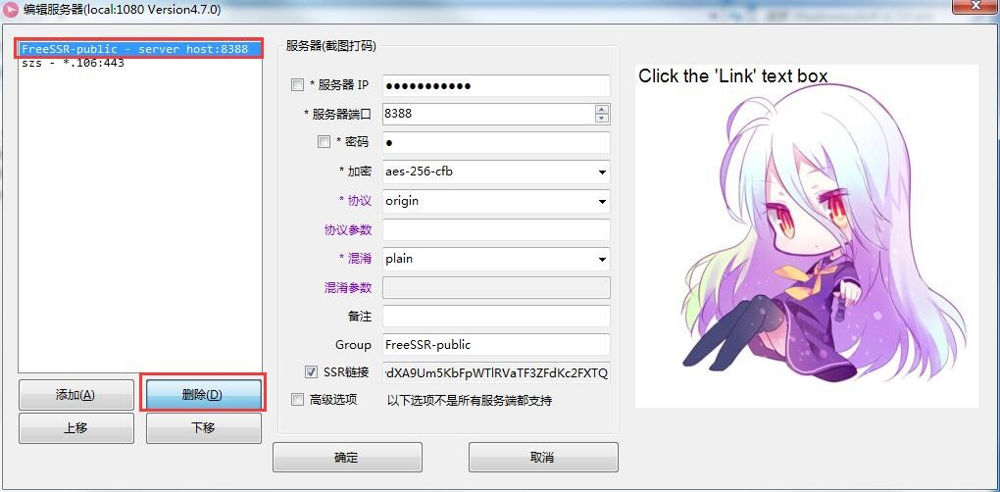 编辑服务器(local:1080 Version4.7.0)
FreeSSR-public - server host:8388
szs - *.106:443
服务器(截图打码)
* 服务器 IP ●●●●●●●●●●●
* 服务器端口 8388
* 密码 ●
* 加密 aes-256-cfb
* 协议 origin
协议参数
* 混淆 plain
混淆参数
备注
Group FreeSSR-public
SSR链接 dXA9Um5KbFpWTlRVaTF3ZFdKc2FXTQ
高级选项 以下选项不是所有服务端都支持
添加(A) 删除(D)
上移 下移
确定 取消
Click the 'Link' text box